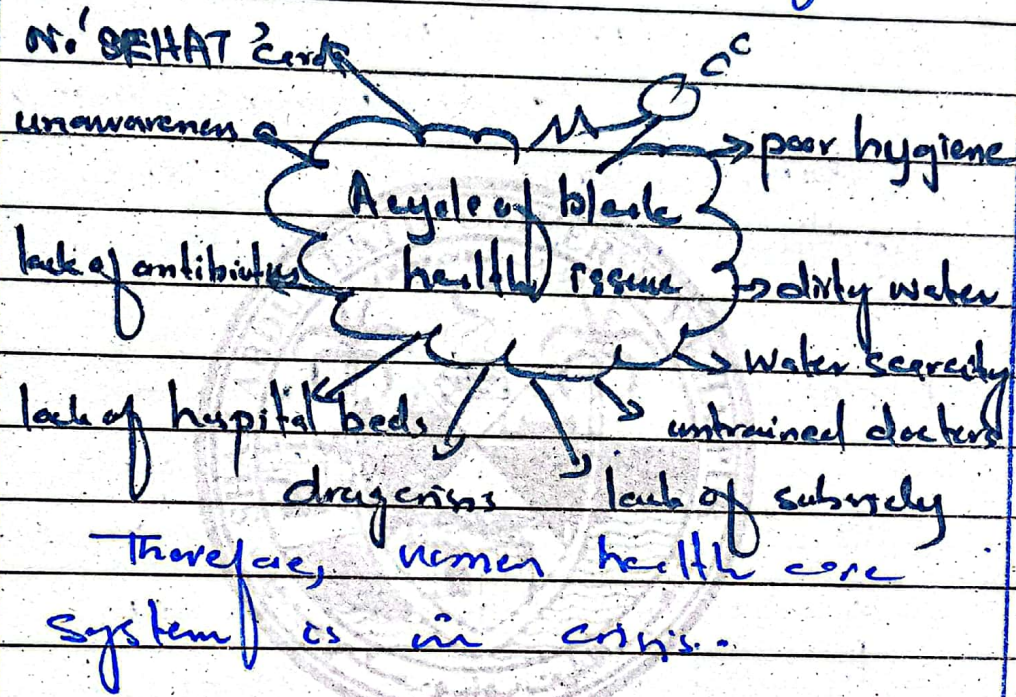 No 'SEHAT' Cards
unawareness
poor hygiene
A cycle of bleak
health issue
lack of antibiotics
dirty water
water scarcity
lack of hospital beds
untrained doctors
drug crisis
lack of subsidy
Therefore, women health care
system is in crisis.